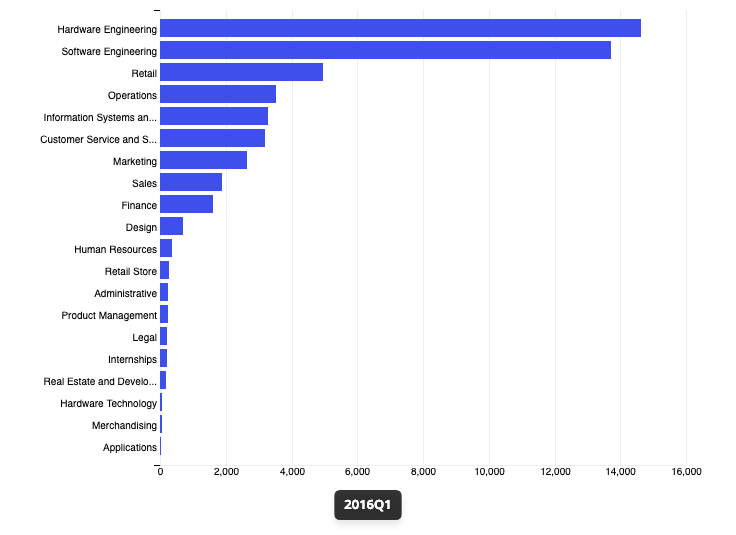 Hardware Engineering
Software Engineering
Retail
Operations
Information Systems an...
Customer Service and S...
Marketing
Sales
Finance
Design
Human Resources
Retail Store
Administrative
Product Management
Legal
Internships
Real Estate and Develo...
Hardware Technology
Merchandising
Applications
0 2,000 4,000 6,000 8,000 10,000 12,000 14,000 16,000
2016Q1